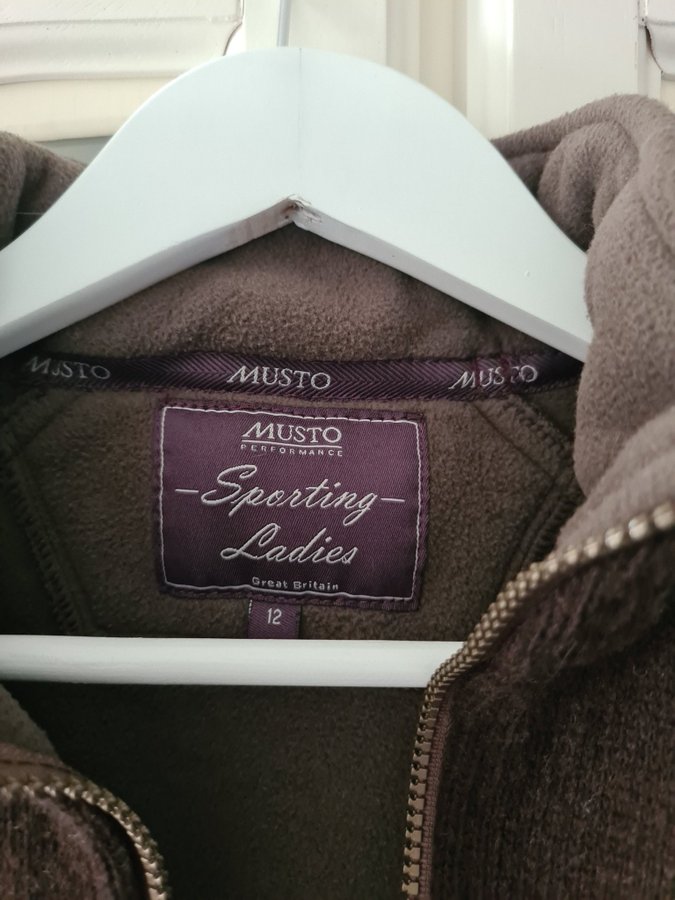 MUSTO MUSTO MUSTO
MUSTO
PERFORMANCE
-Sporting-
Ladies
Great Britain
12